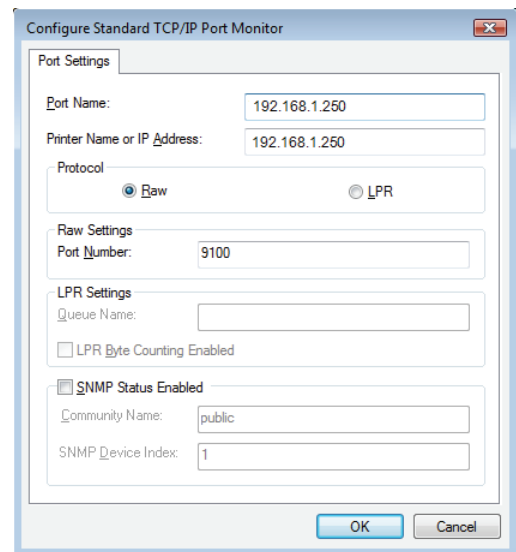 Configure Standard TCP/IP Port Monitor
Port Settings
Port Name: 192.168.1.250
Printer Name or IP Address: 192.168.1.250
Protocol
Raw LPR
Raw Settings
Port Number: 9100
LPR Settings
Queue Name:
LPR Byte Counting Enabled
SNMP Status Enabled
Community Name: public
SNMP Device Index: 1
OK Cancel